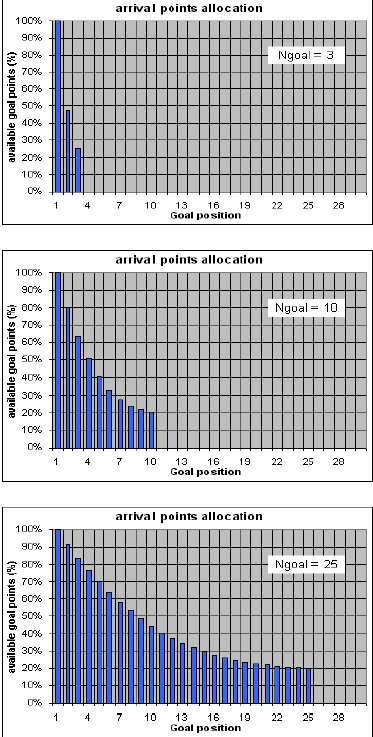 arrival points allocation
available goal points (%)
100%
90%
80%
70%
60%
50%
40%
30%
20%
10%
0%
Ngoal = 3
1 4 7 10 13 16 19 22 25 28
Goal position
arrival points allocation
available goal points (%)
100%
90%
80%
70%
60%
50%
40%
30%
20%
10%
0%
Ngoal = 10
1 4 7 10 13 16 19 22 25 28
Goal position
arrival points allocation
available goal points (%)
100%
90%
80%
70%
60%
50%
40%
30%
20%
10%
0%
Ngoal = 25
1 4 7 10 13 16 19 22 25 28
Goal position